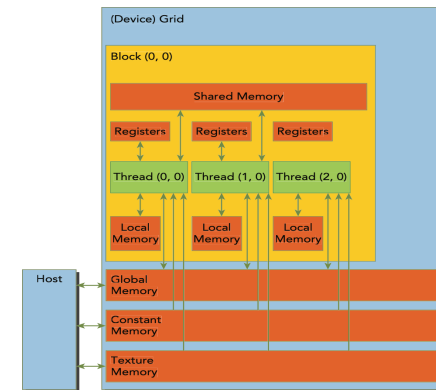 (Device) Grid
Block (0, 0)
Shared Memory
Registers
Registers
Registers
Thread (0, 0)
Thread (1, 0)
Thread (2, 0)
Local
Memory
Local
Memory
Local
Memory
Host
Global
Memory
Constant
Memory
Texture
Memory